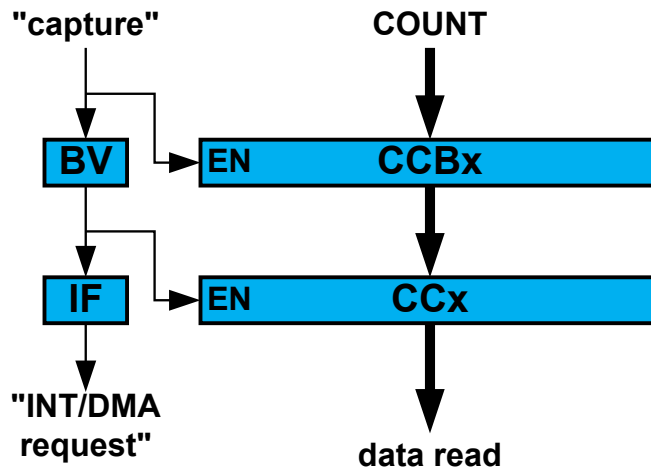 "capture"
COUNT
BV
EN
CCBx
IF
EN
CCx
"INT/DMA
request"
data read